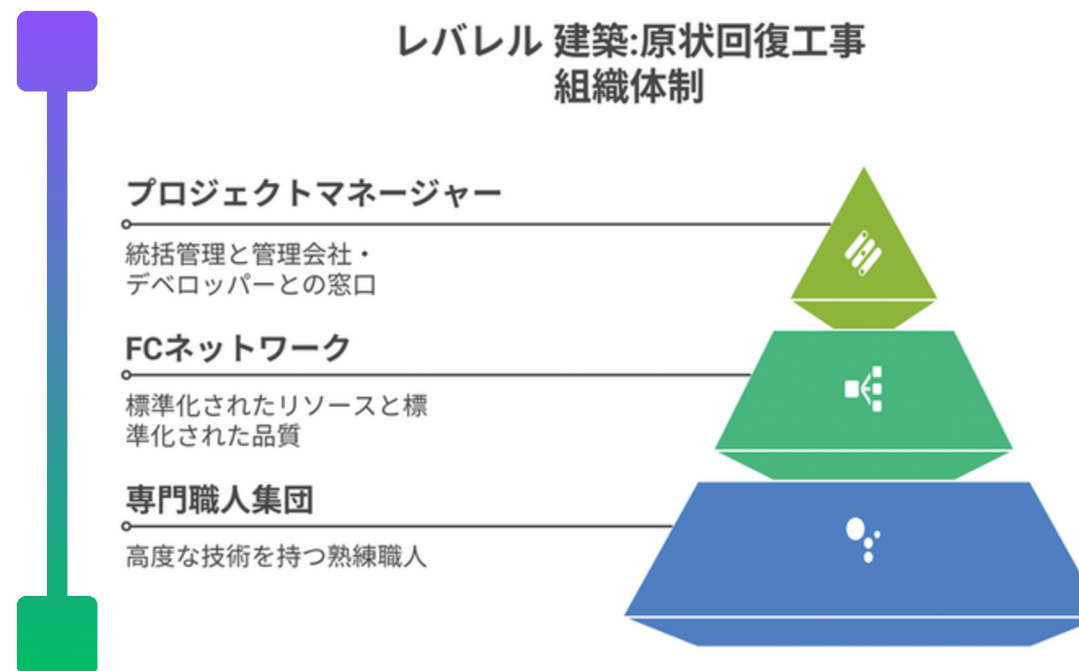 レバレル 建築:原状回復工事
組織体制
プロジェクトマネージャー
統括管理と管理会社・
デベロッパーとの窓口
FCネットワーク
標準化されたリソースと標
準化された品質
専門職人集団
高度な技術を持つ熟練職人